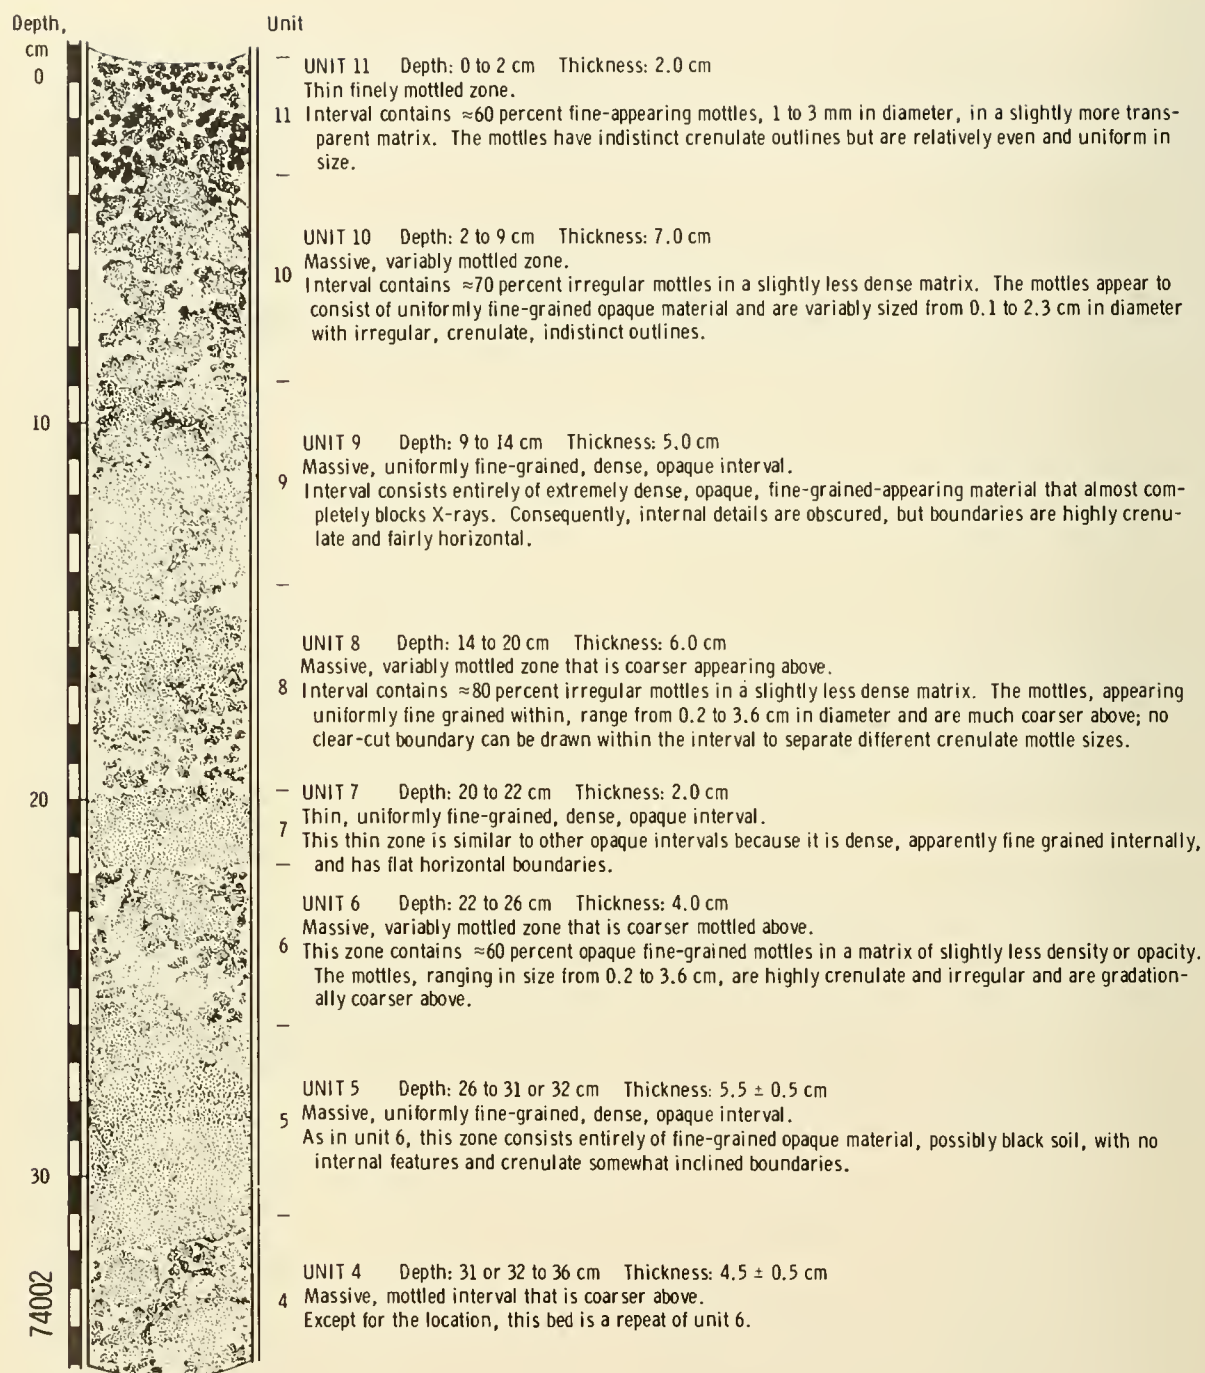 Depth, cm
Unit
0
UNIT 11 Depth: 0 to 2 cm Thickness: 2.0 cm
Thin finely mottled zone.
11 Interval contains ≈60 percent fine-appearing mottles, 1 to 3 mm in diameter, in a slightly more trans-
parent matrix. The mottles have indistinct crenulate outlines but are relatively even and uniform in
size.
UNIT 10 Depth: 2 to 9 cm Thickness: 7.0 cm
Massive, variably mottled zone.
10 Interval contains ≈70 percent irregular mottles in a slightly less dense matrix. The mottles appear to
consist of uniformly fine-grained opaque material and are variably sized from 0.1 to 2.3 cm in diameter
with irregular, crenulate, indistinct outlines.
10
UNIT 9 Depth: 9 to 14 cm Thickness: 5.0 cm
Massive, uniformly fine-grained, dense, opaque interval.
9 Interval consists entirely of extremely dense, opaque, fine-grained-appearing material that almost com-
pletely blocks X-rays. Consequently, internal details are obscured, but boundaries are highly crenu-
late and fairly horizontal.
UNIT 8 Depth: 14 to 20 cm Thickness: 6.0 cm
Massive, variably mottled zone that is coarser appearing above.
8 Interval contains ≈80 percent irregular mottles in a slightly less dense matrix. The mottles, appearing
uniformly fine grained within, range from 0.2 to 3.6 cm in diameter and are much coarser above; no
clear-cut boundary can be drawn within the interval to separate different crenulate mottle sizes.
20
UNIT 7 Depth: 20 to 22 cm Thickness: 2.0 cm
Thin, uniformly fine-grained, dense, opaque interval.
7 This thin zone is similar to other opaque intervals because it is dense, apparently fine grained internally,
and has flat horizontal boundaries.
UNIT 6 Depth: 22 to 26 cm Thickness: 4.0 cm
Massive, variably mottled zone that is coarser mottled above.
6 This zone contains ≈60 percent opaque fine-grained mottles in a matrix of slightly less density or opacity.
The mottles, ranging in size from 0.2 to 3.6 cm, are highly crenulate and irregular and are gradation-
ally coarser above.
UNIT 5 Depth: 26 to 31 or 32 cm Thickness: 5.5 ± 0.5 cm
5 Massive, uniformly fine-grained, dense, opaque interval.
As in unit 6, this zone consists entirely of fine-grained opaque material, possibly black soil, with no
internal features and crenulate somewhat inclined boundaries.
30
UNIT 4 Depth: 31 or 32 to 36 cm Thickness: 4.5 ± 0.5 cm
4 Massive, mottled interval that is coarser above.
Except for the location, this bed is a repeat of unit 6.
74002